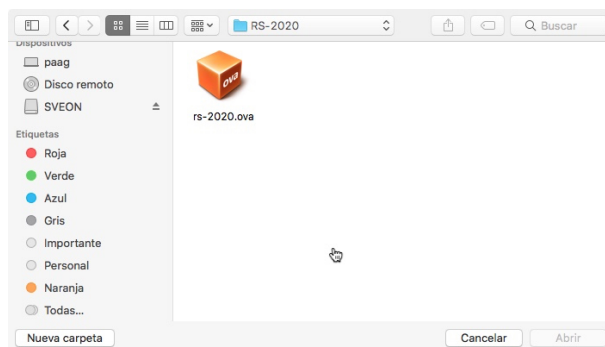 RS-2020
Buscar
Dispositivos
paag
Disco remoto
SVEON
Etiquetas
Roja
Verde
Azul
Gris
Importante
Personal
Naranja
Todas...
ova
rs-2020.ova
Nueva carpeta
Cancelar
Abrir